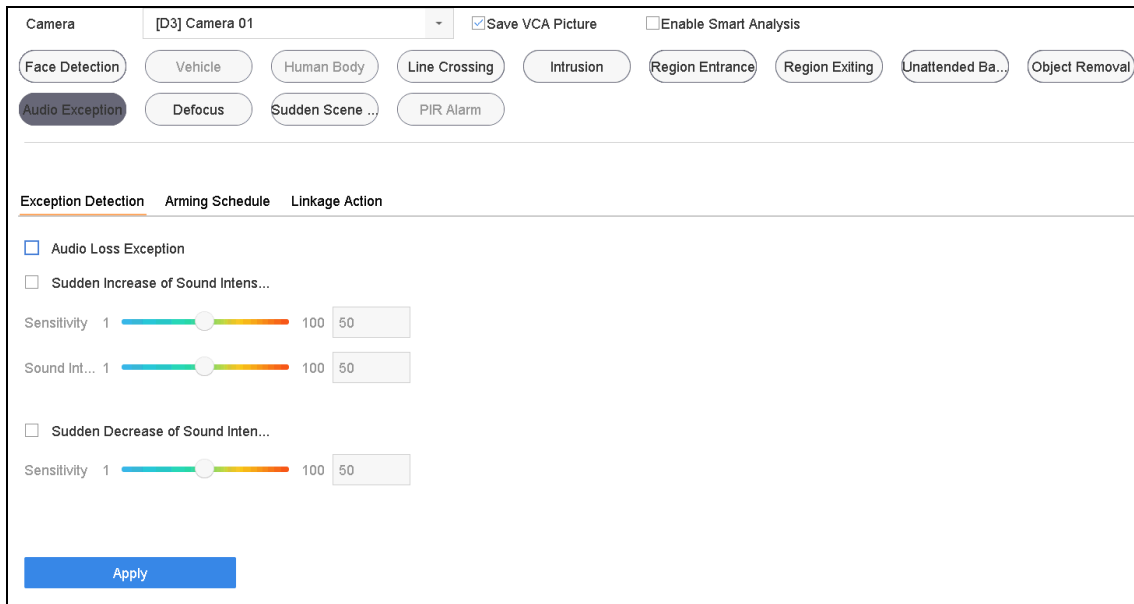 Camera [D3] Camera 01 Save VCA Picture Enable Smart Analysis
Face Detection Vehicle Human Body Line Crossing Intrusion Region Entrance Region Exiting Unattended Ba... Object Removal
Audio Exception Defocus Sudden Scene ... PIR Alarm
Exception Detection Arming Schedule Linkage Action
Audio Loss Exception
Sudden Increase of Sound Intens...
Sensitivity 1 100 50
Sound Int... 1 100 50
Sudden Decrease of Sound Inten...
Sensitivity 1 100 50
Apply